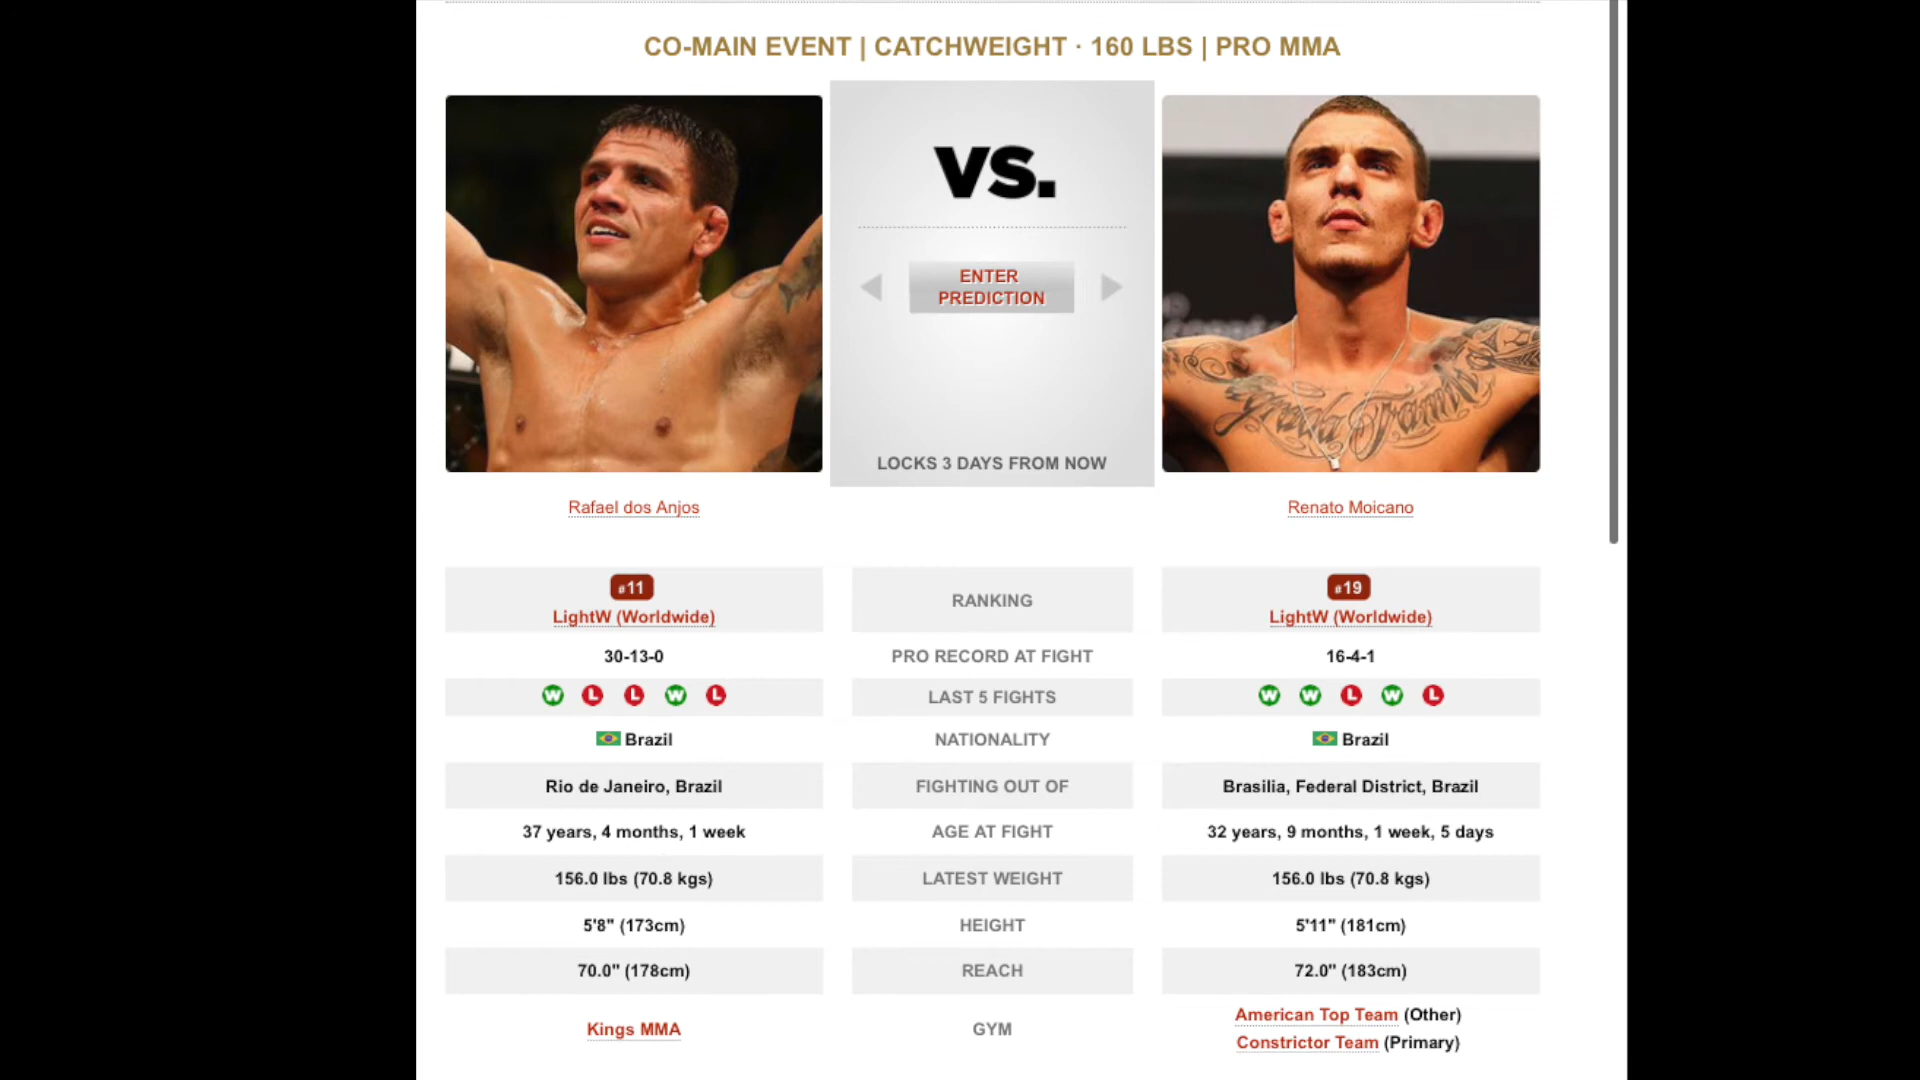 CO-MAIN EVENT | CATCHWEIGHT · 160 LBS | PRO MMA
VS.
ENTER
PREDICTION
LOCKS 3 DAYS FROM NOW
Rafael dos Anjos
Renato Moicano
#11 RANKING #19
LightW (Worldwide) LightW (Worldwide)
30-13-0 PRO RECORD AT FIGHT 16-4-1
W L L W L LAST 5 FIGHTS W W L W L
Brazil NATIONALITY Brazil
Rio de Janeiro, Brazil FIGHTING OUT OF Brasilia, Federal District, Brazil
37 years, 4 months, 1 week AGE AT FIGHT 32 years, 9 months, 1 week, 5 days
156.0 lbs (70.8 kgs) LATEST WEIGHT 156.0 lbs (70.8 kgs)
5'8" (173cm) HEIGHT 5'11" (181cm)
70.0" (178cm) REACH 72.0" (183cm)
Kings MMA GYM American Top Team (Other)
Constrictor Team (Primary)